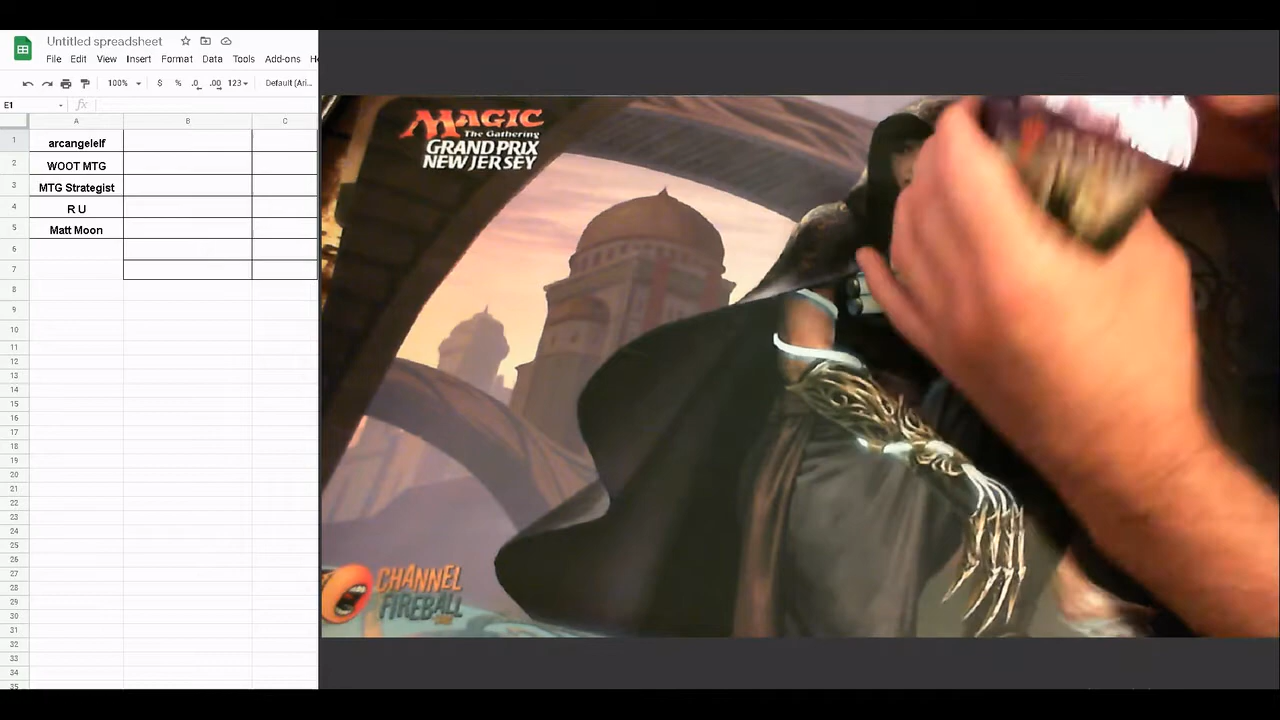 Untitled spreadsheet
File Edit View Insert Format Data Tools Add-ons H
100% $ % .0 .00 123 Default (Ari...
E1 fx
A B C
1 arcangelelf
2 WOOT MTG
3 MTG Strategist
4 R U
5 Matt Moon
6
7
8
9
10
11
12
13
14
15
16
17
18
19
20
21
22
23
24
25
26
27
28
29
30
31
32
33
34
35
MAGIC
The Gathering
GRAND PRIX
NEW JERSEY
CHANNEL
FIREBALL
.COM